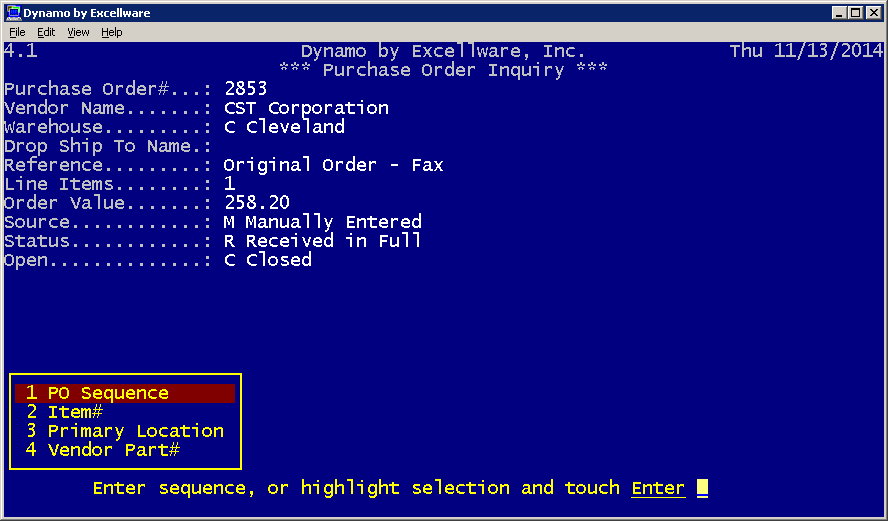 Dynamo by Excellware
File Edit View Help
4.1 Dynamo by Excellware, Inc. Thu 11/13/2014
*** Purchase Order Inquiry ***
Purchase Order#...: 2853
Vendor Name.......: CST Corporation
Warehouse.........: C Cleveland
Drop Ship To Name.:
Reference.........: Original Order - Fax
Line Items........: 1
Order Value.......: 258.20
Source............: M Manually Entered
Status............: R Received in Full
Open..............: C Closed
1 PO Sequence
2 Item#
3 Primary Location
4 Vendor Part#
Enter sequence, or highlight selection and touch Enter